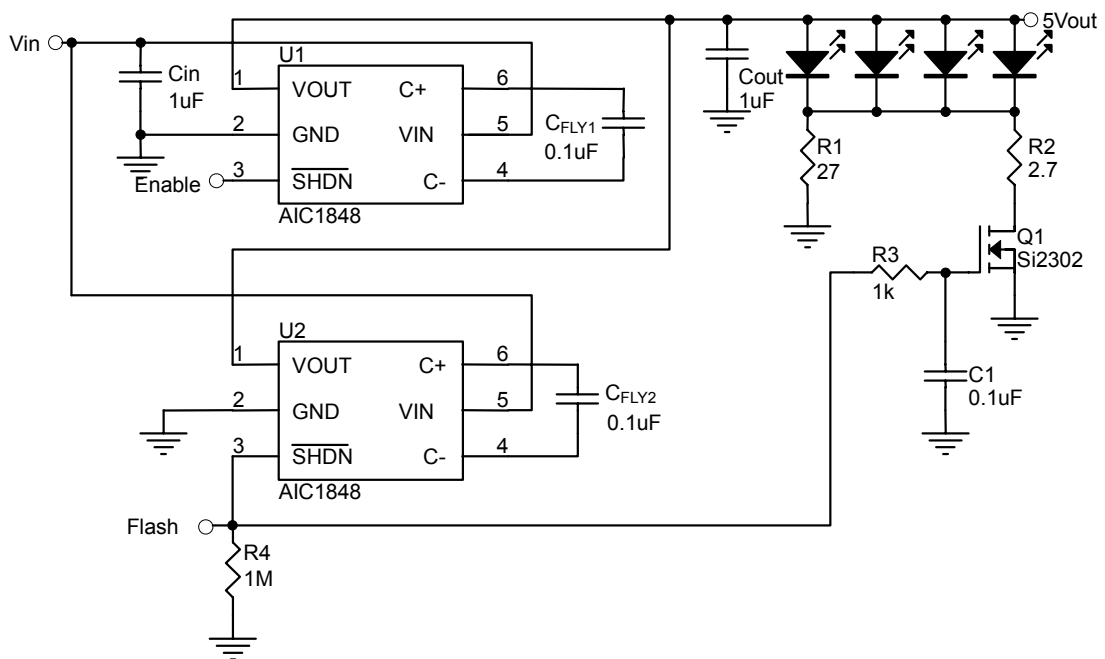 Vin
5Vout
Cin
1uF
U1
1
VOUT
C+
6
2
GND
VIN
5
3
SHDN
C-
4
Enable
AIC1848
CFLY1
0.1uF
Cout
1uF
R1
27
R2
2.7
R3
1k
Q1
Si2302
C1
0.1uF
U2
1
VOUT
C+
6
2
GND
VIN
5
3
SHDN
C-
4
AIC1848
CFLY2
0.1uF
Flash
R4
1M